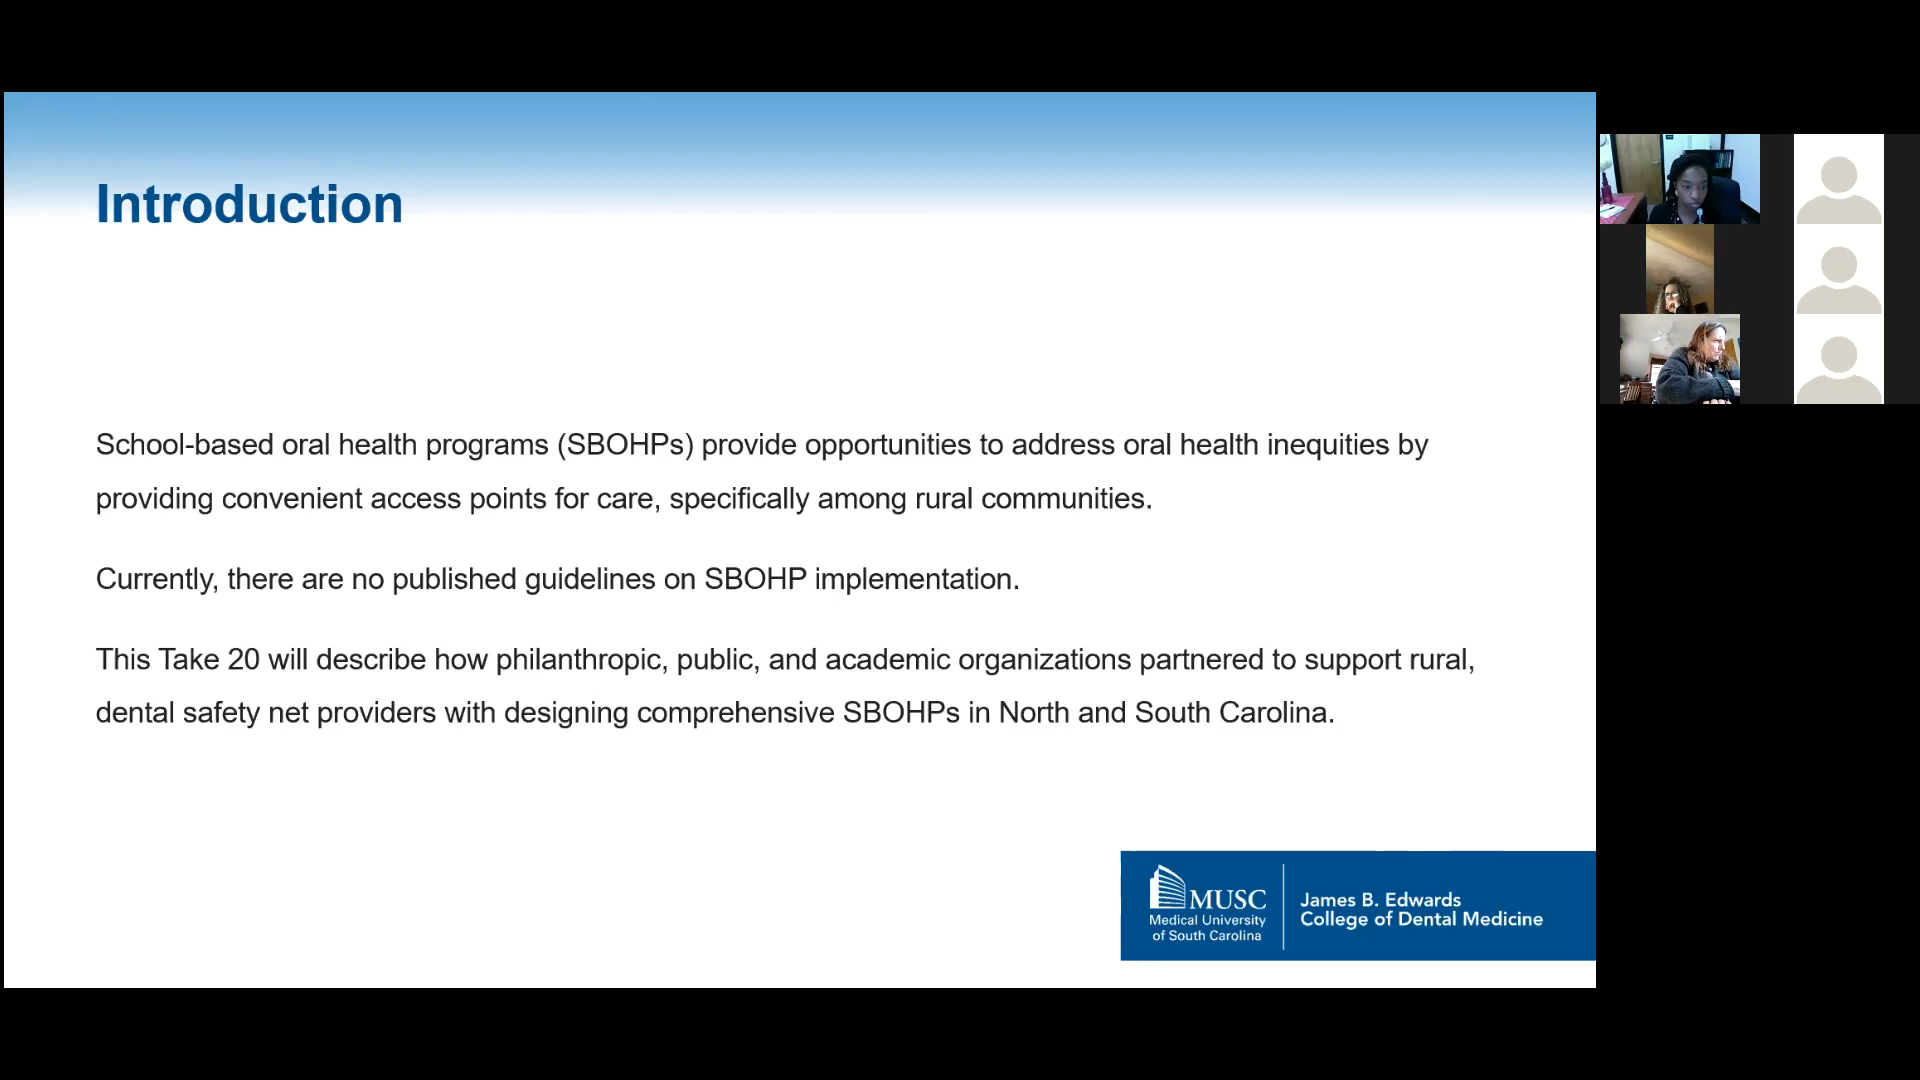 Introduction
School-based oral health programs (SBOHPs) provide opportunities to address oral health inequities by
providing convenient access points for care, specifically among rural communities.
Currently, there are no published guidelines on SBOHP implementation.
This Take 20 will describe how philanthropic, public, and academic organizations partnered to support rural,
dental safety net providers with designing comprehensive SBOHPs in North and South Carolina.
MUSC
Medical University
of South Carolina
James B. Edwards
College of Dental Medicine